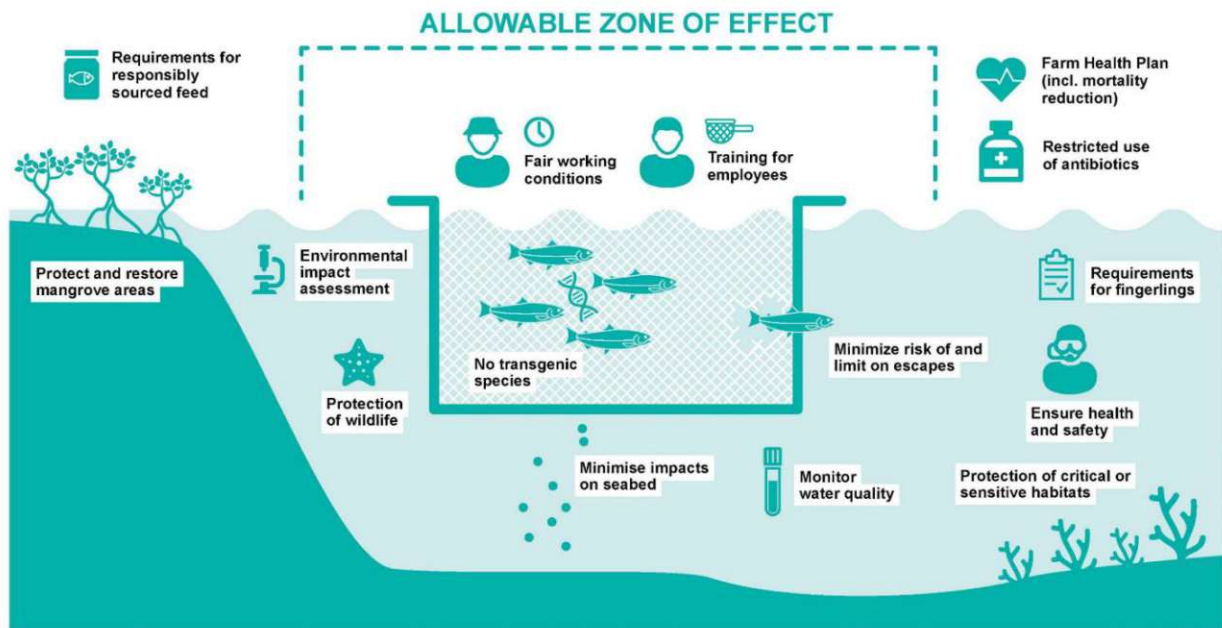 ALLOWABLE ZONE OF EFFECT
Requirements for
responsibly
sourced feed
Farm Health Plan
(incl. mortality
reduction)
Fair working
conditions
Training for
employees
Restricted use
of antibiotics
Protect and restore
mangrove areas
Environmental
impact
assessment
Requirements
for fingerlings
No transgenic
species
Minimize risk of and
limit on escapes
Protection
of wildlife
Ensure health
and safety
Minimise impacts
on seabed
Monitor
water quality
Protection of critical or
sensitive habitats